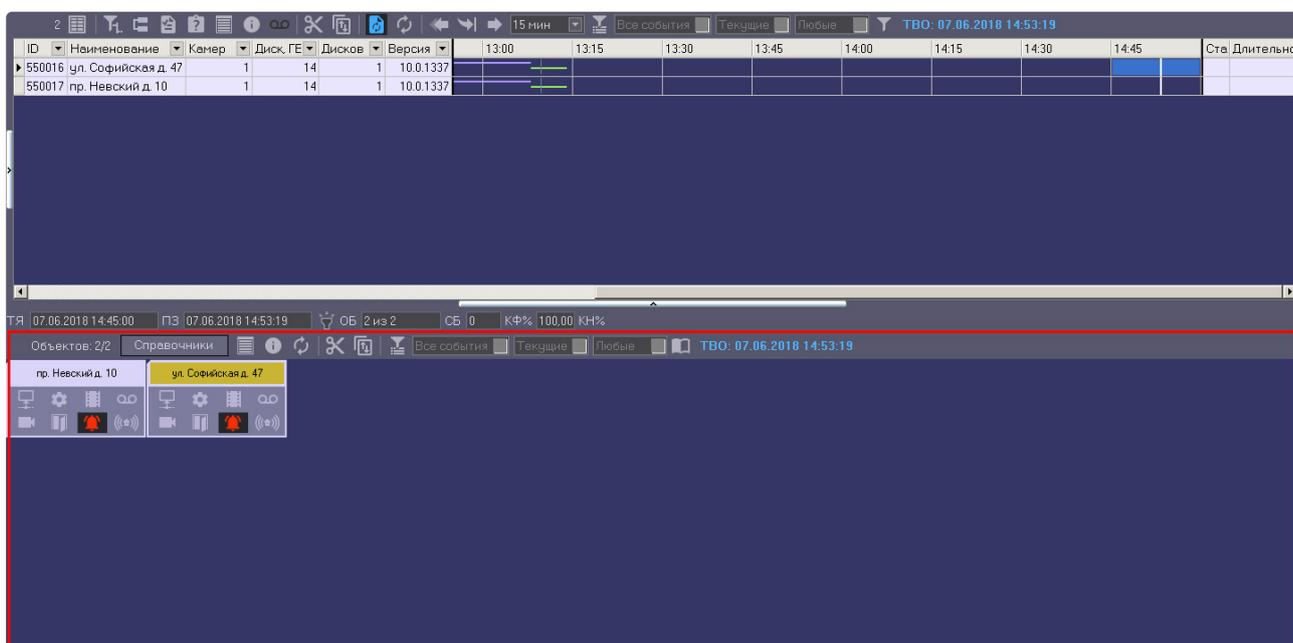 2 15 мин Все события Текущие Любые ТВО: 07.06.2018 14:53:19
ID Наименование Камер Диск, ГЕ Дисков Версия 13:00 13:15 13:30 13:45 14:00 14:15 14:30 14:45 Ста Длительно
550016 ул. Софийская д. 47 1 14 1 10.0.1337
550017 пр. Невский д. 10 1 14 1 10.0.1337
ТЯ 07.06.2018 14:45:00 ПЗ 07.06.2018 14:53:19 ОБ 2 из 2 СБ 0 КФ% 100,00 КН%
Объектов: 2/2 Справочники Все события Текущие Любые ТВО: 07.06.2018 14:53:19
пр. Невский д. 10 ул. Софийская д. 47